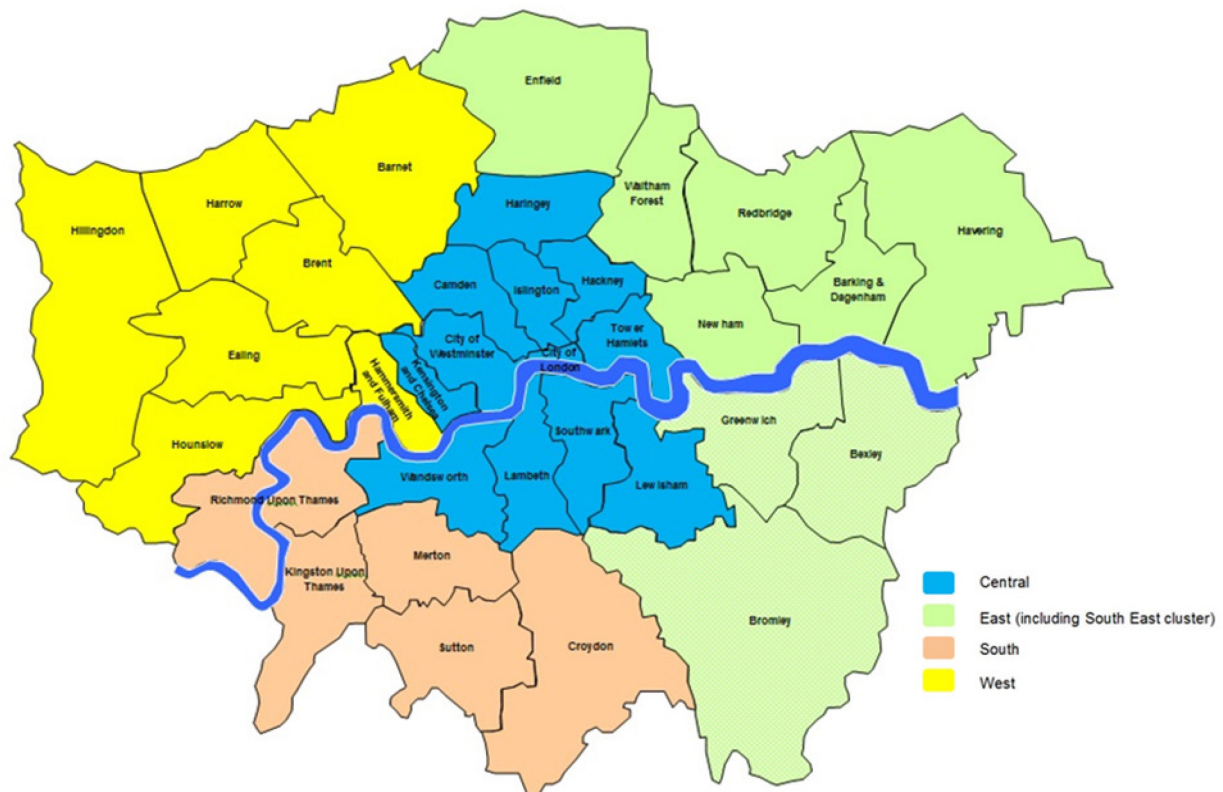 Enfield
Barnet
Waltham
Forest
Harrow
Haringey
Redbridge
Hillingdon
Havering
Brent
Camden
Islington
Hackney
Barking &
Dagenham
New ham
Tower
Hamlets
City of
Westminster
Ealing
City of
London
Kensington
and Chelsea
Hammersmith
and Fulham
Hounslow
Greenwich
Southwark
Bexley
Richmond Upon Thames
Wandsworth
Lambeth
Lewisham
Merton
Kingston Upon
Thames
Bromley
Sutton
Croydon
Central
East (including South East cluster)
South
West